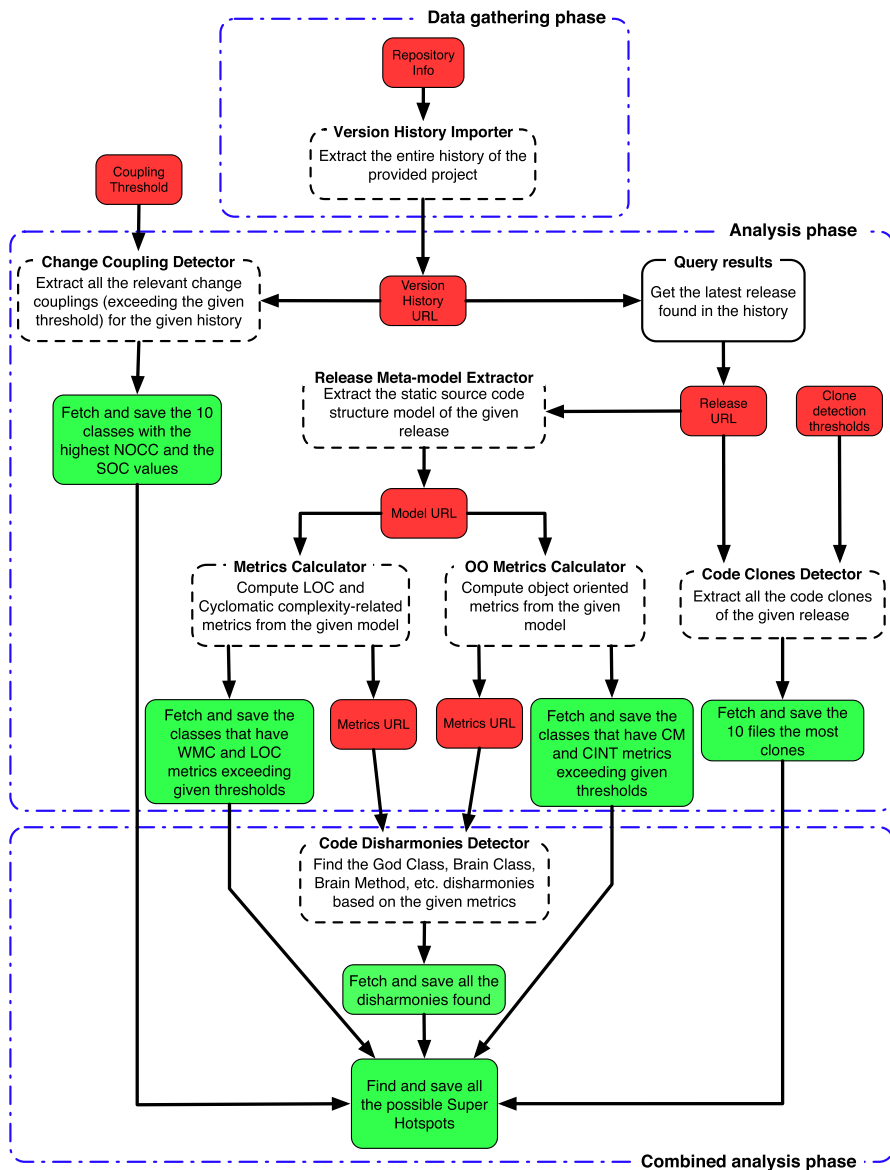 Data gathering phase
Repository
Info
Version History Importer
Extract the entire history of the
provided project
Coupling
Threshold
Analysis phase
Change Coupling Detector
Extract all the relevant change
couplings (exceeding the given
threshold) for the given history
Version
History
URL
Query results
Get the latest release
found in the history
Release Meta-model Extractor
Extract the static source code
structure model of the given
release
Release
URL
Clone
detection
thresholds
Fetch and save the 10
classes with the
highest NOCC and the
SOC values
Model URL
Metrics Calculator
Compute LOC and
Cyclomatic complexity-related
metrics from the given model
OO Metrics Calculator
Compute object oriented
metrics from the given
model
Code Clones Detector
Extract all the code clones
of the given release
Fetch and save the
classes that have
WMC and LOC
metrics exceeding
given thresholds
Metrics URL
Metrics URL
Fetch and save the
classes that have CM
and CINT metrics
exceeding given
thresholds
Fetch and save the
10 files the most
clones
Code Disharmonies Detector
Find the God Class, Brain Class,
Brain Method, etc. disharmonies
based on the given metrics
Fetch and save all the
disharmonies found
Find and save all
the possible Super
Hotspots
Combined analysis phase